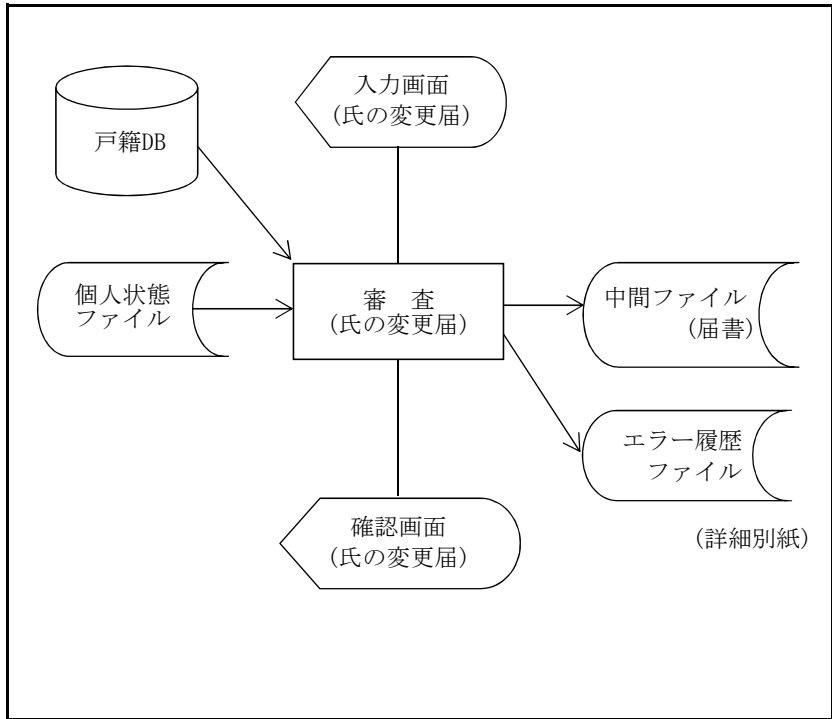 入力画面
(氏の変更届)
戸籍DB
個人状態
ファイル
審　査
(氏の変更届)
中間ファイル
(届書)
エラー履歴
ファイル
確認画面
(氏の変更届)
(詳細別紙)